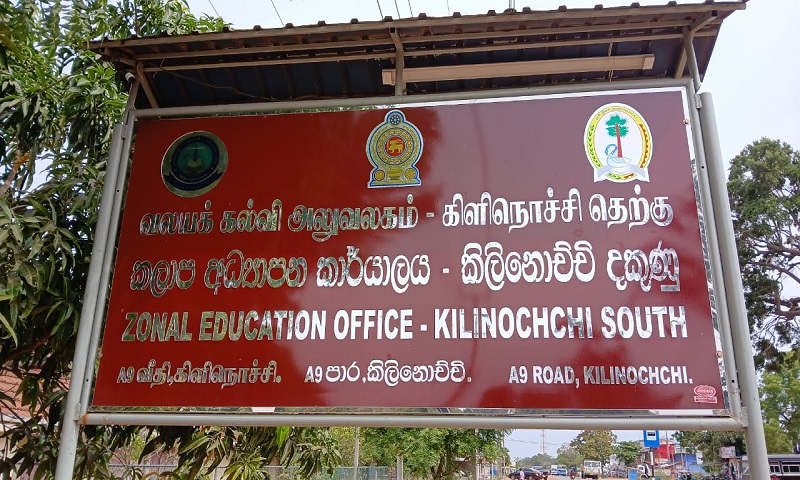 வலயக் கல்வி அலுவலகம் - கிளிநொச்சி தெற்கு
කලාප අධ්‍යාපන කාර්යාලය - කිලිනොච්චි දකුණු
ZONAL EDUCATION OFFICE - KILINOCHCHI SOUTH
A9 வீதி,கிளிநொச்சி. A9 පාර,කිලිනොච්චි. A9 ROAD, KILINOCHCHI.